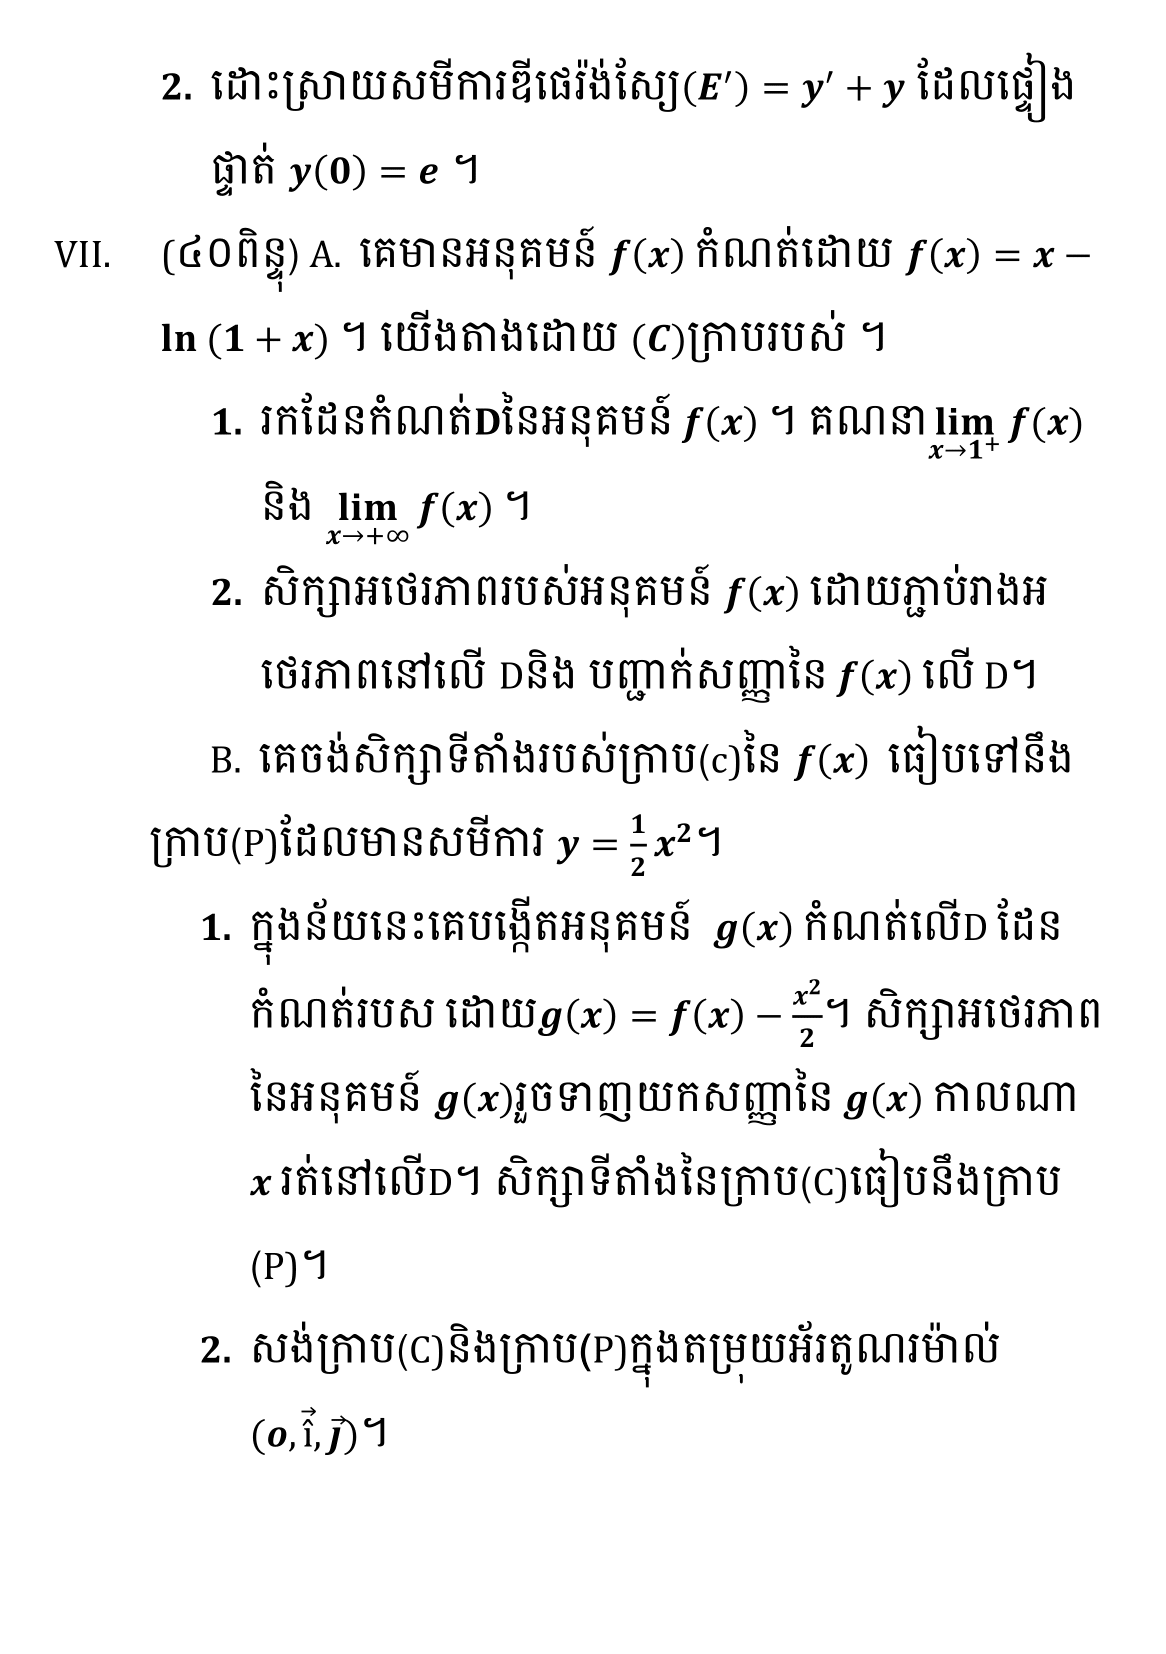 2. ដោះស្រាយសមីការឌីផេរ៉ង់ស្យែ(E′) = y′ + y ដែលផ្ទៀង
ផ្ទាត់ y(0) = e ។
VII. (៤០ពិន្ទុ) A. គេមានអនុគមន៍ f(x) កំណត់ដោយ f(x) = x −
ln (1 + x) ។ យើងតាងដោយ (C)ក្រាបរបស់ ។
1. រកដែនកំណត់Dនៃអនុគមន៍ f(x) ។ គណនា lim x→1⁺ f(x)
និង lim x→+∞ f(x) ។
2. សិក្សាអថេរភាពរបស់អនុគមន៍ f(x) ដោយភ្ជាប់រាងអ
ថេរភាពនៅលើ Dនិង បញ្ជាក់សញ្ញានៃ f(x) លើ D។
B. គេចង់សិក្សាទីតាំងរបស់ក្រាប(c)នៃ f(x) ធៀបទៅនឹង
ក្រាប(P)ដែលមានសមីការ y = 1/2 x²។
1. ក្នុងន័យនេះគេបង្កើតអនុគមន៍ g(x) កំណត់លើD ដែន
កំណត់របស ដោយg(x) = f(x) − x²/2។ សិក្សាអថេរភាព
នៃអនុគមន៍ g(x)រួចទាញយកសញ្ញានៃ g(x) កាលណា
x រត់នៅលើD។ សិក្សាទីតាំងនៃក្រាប(C)ធៀបនឹងក្រាប
(P)។
2. សង់ក្រាប(C)និងក្រាប(P)ក្នុងតម្រុយអ័រតូណរម៉ាល់
(o, î⃗, j⃗)។